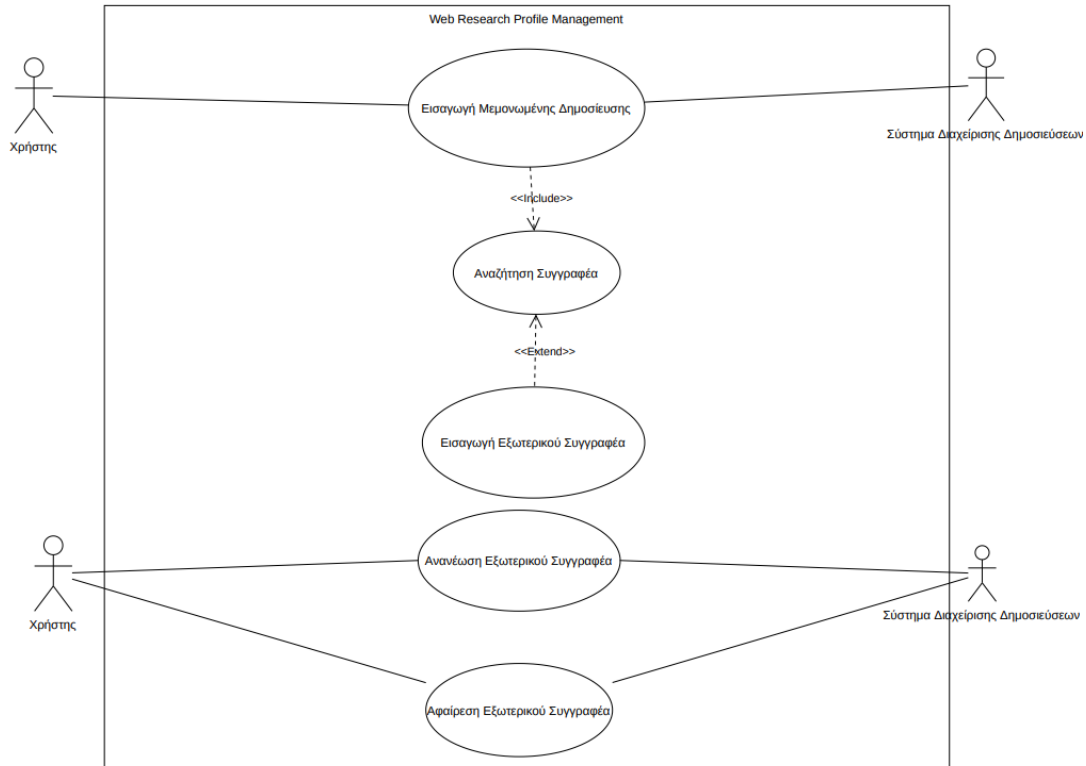 Web Research Profile Management
Εισαγωγή Μεμονωμένης Δημοσίευσης
Χρήστης
Σύστημα Διαχείρισης Δημοσιεύσεων
<<Include>>
Αναζήτηση Συγγραφέα
<<Extend>>
Εισαγωγή Εξωτερικού Συγγραφέα
Ανανέωση Εξωτερικού Συγγραφέα
Χρήστης
Σύστημα Διαχείρισης Δημοσιεύσεων
Αφαίρεση Εξωτερικού Συγγραφέα